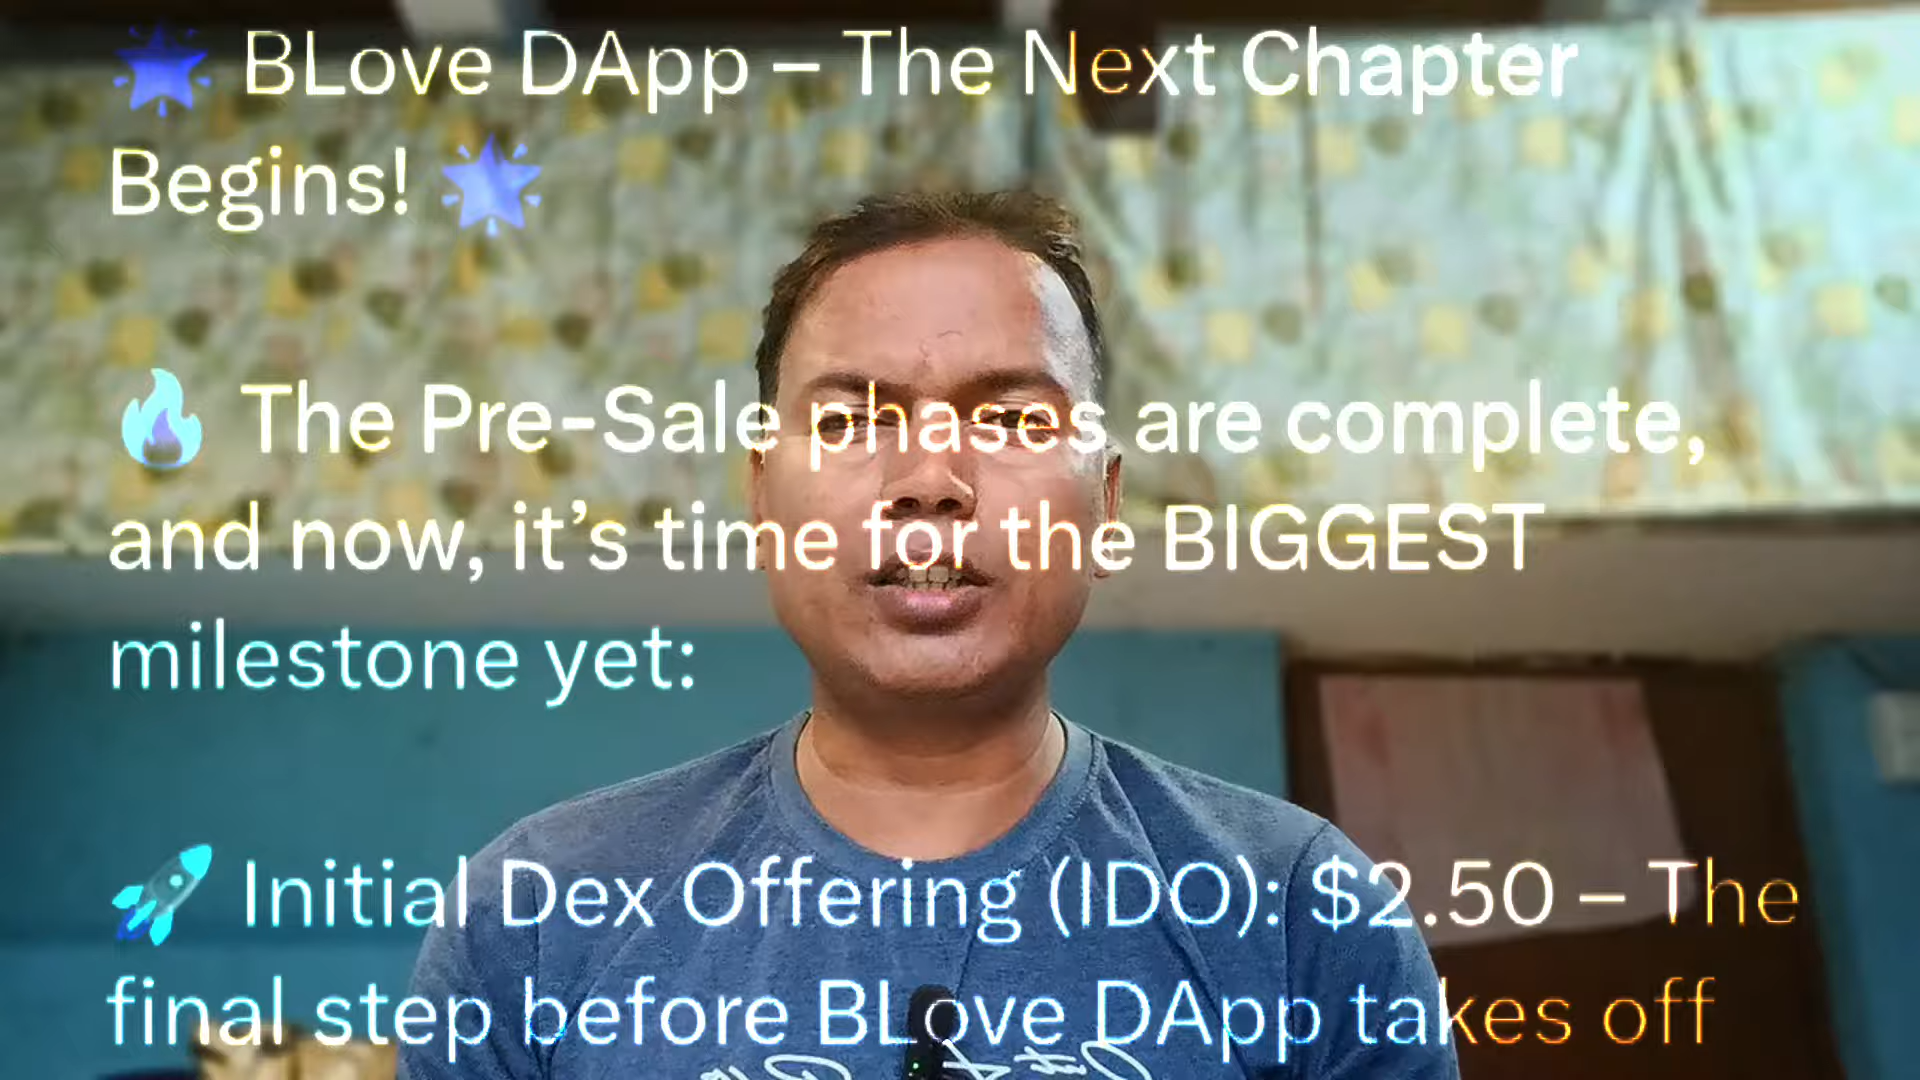 🌟 BLove DApp – The Next Chapter
Begins! 🌟
🔥 The Pre-Sale phases are complete,
and now, it’s time for the BIGGEST
milestone yet:
🚀 Initial Dex Offering (IDO): $2.50 – The
final step before BLove DApp takes off